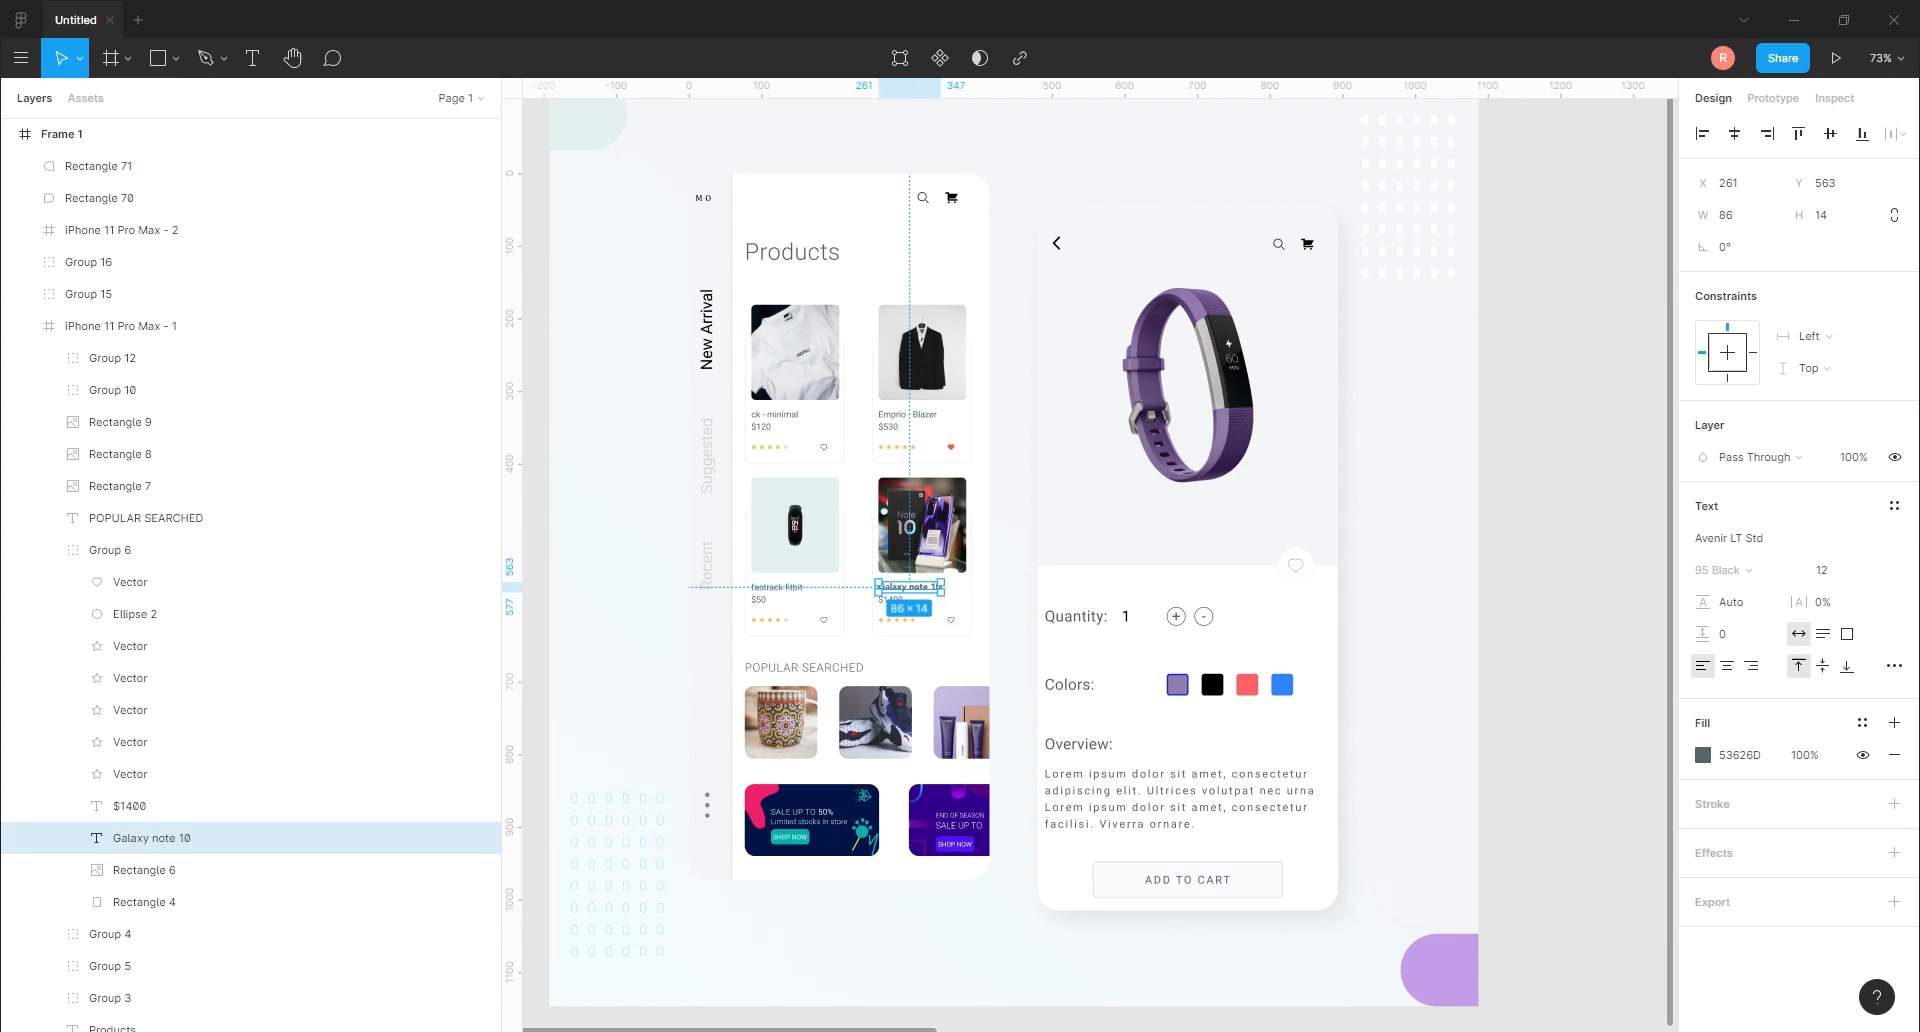 Untitled
R
Share
73%
Layers
Assets
Page 1
Frame 1
Rectangle 71
Rectangle 70
iPhone 11 Pro Max - 2
Group 16
Group 15
iPhone 11 Pro Max - 1
Group 12
Group 10
Rectangle 9
Rectangle 8
Rectangle 7
POPULAR SEARCHED
Group 6
Vector
Ellipse 2
Vector
Vector
Vector
Vector
Vector
$1400
Galaxy note 10
Rectangle 6
Rectangle 4
Group 4
Group 5
Group 3
Products
-200 -100 0 100 261 347 500 600 700 800 900 1000 1100 1200 1300
0
100
200
300
400
563
577
700
800
900
1000
1100
M·O
Products
New Arrival
Suggested
Recent
ck - minimal
$120
Emprio - Blazer
$530
Note
10
fastrack fitbit
$50
Galaxy note 10
$1400
86 × 14
POPULAR SEARCHED
SALE UP TO 50%
Limited stocks in store
SHOP NOW
END OF SEASON
SALE UP TO
SHOP NOW
60
Quantity: 1 + -
Colors:
Overview:
Lorem ipsum dolor sit amet, consectetur
adipiscing elit. Ultrices volutpat nec urna
Lorem ipsum dolor sit amet, consectetur
facilisi. Viverra ornare.
ADD TO CART
Design
Prototype
Inspect
X 261 Y 563
W 86 H 14
0°
Constraints
Left
Top
Layer
Pass Through 100%
Text
Avenir LT Std
95 Black 12
Auto 0%
0
Fill
53626D 100%
Stroke
Effects
Export
?